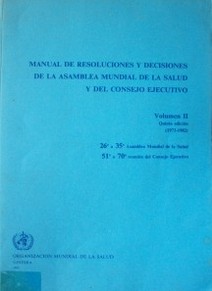 MANUAL DE RESOLUCIONES Y DECISIONES
DE LA ASAMBLEA MUNDIAL DE LA SALUD
Y DEL CONSEJO EJECUTIVO
Volumen II
Quinta edición
(1973-1982)
26ª a 35ª Asamblea Mundial de la Salud
51ª a 70ª reunión del Consejo Ejecutivo
ORGANIZACION MUNDIAL DE LA SALUD
GINEBRA